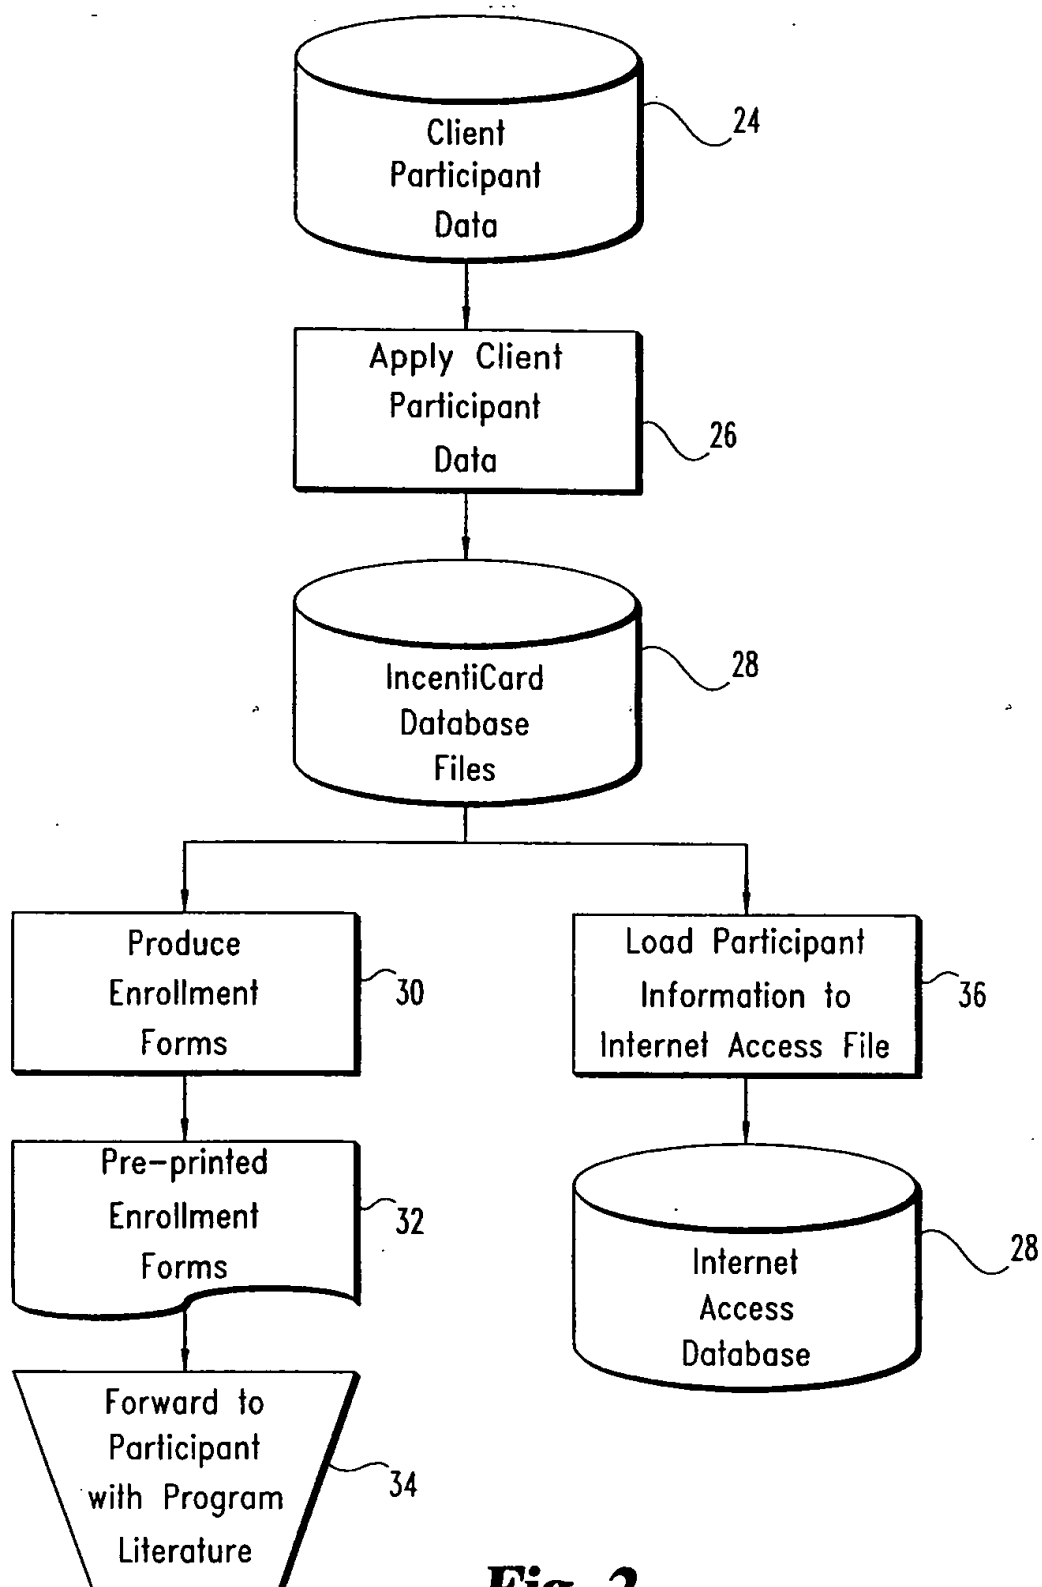 Client
Participant
Data
24
Apply Client
Participant
Data
26
IncentiCard
Database
Files
28
Produce
Enrollment
Forms
30
Load Participant
Information to
Internet Access File
36
Pre-printed
Enrollment
Forms
32
Internet
Access
Database
28
Forward to
Participant
with Program
Literature
34
Fig. 2